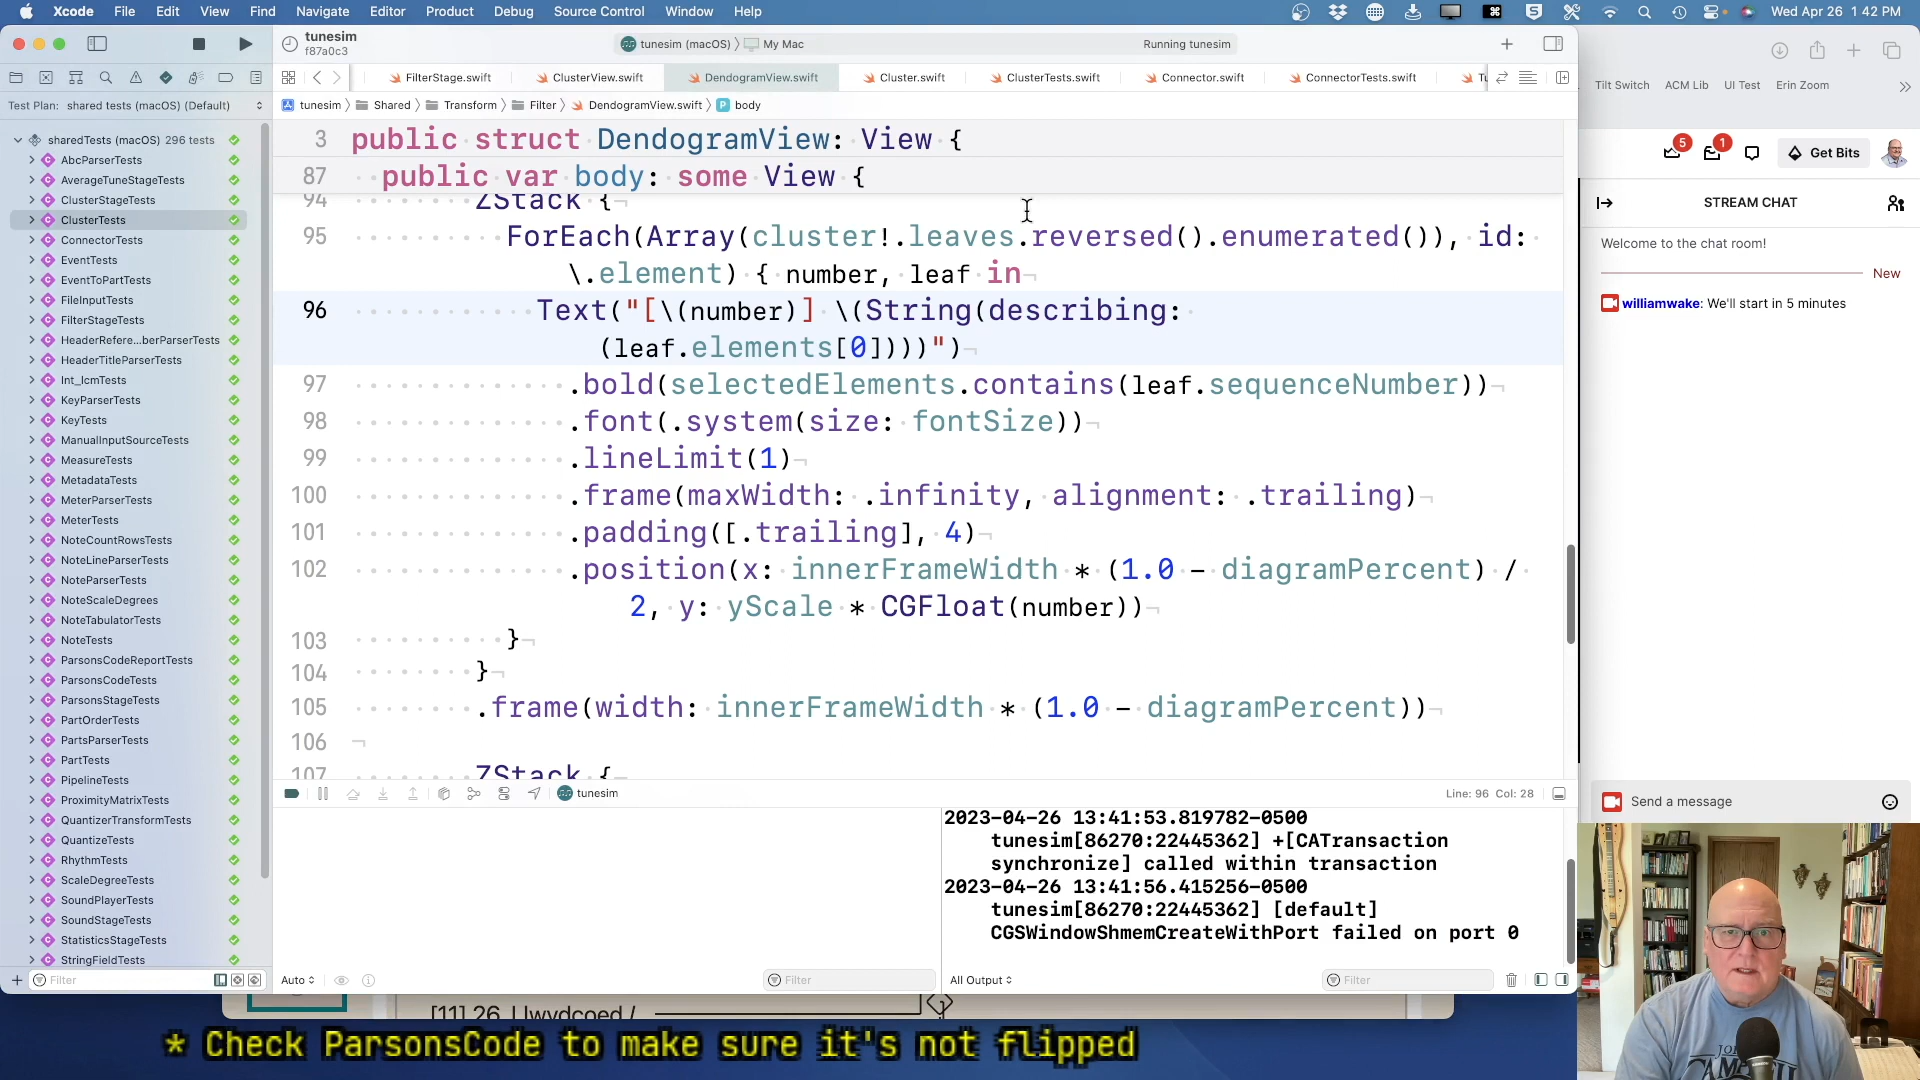 Xcode File Edit View Find Navigate Editor Product Debug Source Control Window Help Wed Apr 26 1:42 PM
tunesim
f87a0c3
tunesim (macOS) My Mac Running tunesim
FilterStage.swift ClusterView.swift DendogramView.swift Cluster.swift ClusterTests.swift Connector.swift ConnectorTests.swift
Tilt Switch ACM Lib UI Test Erin Zoom
Test Plan: shared tests (macOS) (Default)
tunesim Shared Transform Filter DendogramView.swift P body
sharedTests (macOS) 296 tests
AbcParserTests
AverageTuneStageTests
ClusterStageTests
ClusterTests
ConnectorTests
EventTests
EventToPartTests
FileInputTests
FilterStageTests
HeaderRefere...berParserTests
HeaderTitleParserTests
Int_lcmTests
KeyParserTests
KeyTests
ManualInputSourceTests
MeasureTests
MetadataTests
MeterParserTests
MeterTests
NoteCountRowsTests
NoteLineParserTests
NoteParserTests
NoteScaleDegrees
NoteTabulatorTests
NoteTests
ParsonsCodeReportTests
ParsonsCodeTests
ParsonsStageTests
PartOrderTests
PartsParserTests
PartTests
PipelineTests
ProximityMatrixTests
QuantizerTransformTests
QuantizeTests
RhythmTests
ScaleDegreeTests
SoundPlayerTests
SoundStageTests
StatisticsStageTests
StringFieldTests
Filter
3 public struct DendogramView: View {
87 public var body: some View {
94 ZStack {
95 ForEach(Array(cluster!.leaves.reversed().enumerated()), id:
\.element) { number, leaf in
96 Text("[\(number)] \(String(describing:
(leaf.elements[0])))")
97 .bold(selectedElements.contains(leaf.sequenceNumber))
98 .font(.system(size: fontSize))
99 .lineLimit(1)
100 .frame(maxWidth: .infinity, alignment: .trailing)
101 .padding([.trailing], 4)
102 .position(x: innerFrameWidth * (1.0 - diagramPercent) /
2, y: yScale * CGFloat(number))
103 }
104 }
105 .frame(width: innerFrameWidth * (1.0 - diagramPercent))
106
107 ZStack {
tunesim Line: 96 Col: 28
2023-04-26 13:41:53.819782-0500
tunesim[86270:22445362] +[CATransaction
synchronize] called within transaction
2023-04-26 13:41:56.415256-0500
tunesim[86270:22445362] [default]
CGSWindowShmemCreateWithPort failed on port 0
Auto Filter All Output Filter
5 1 Get Bits
STREAM CHAT
Welcome to the chat room!
New
williamwake: We'll start in 5 minutes
Send a message
[11] 26. Llwydcoed /
* Check ParsonsCode to make sure it's not flipped